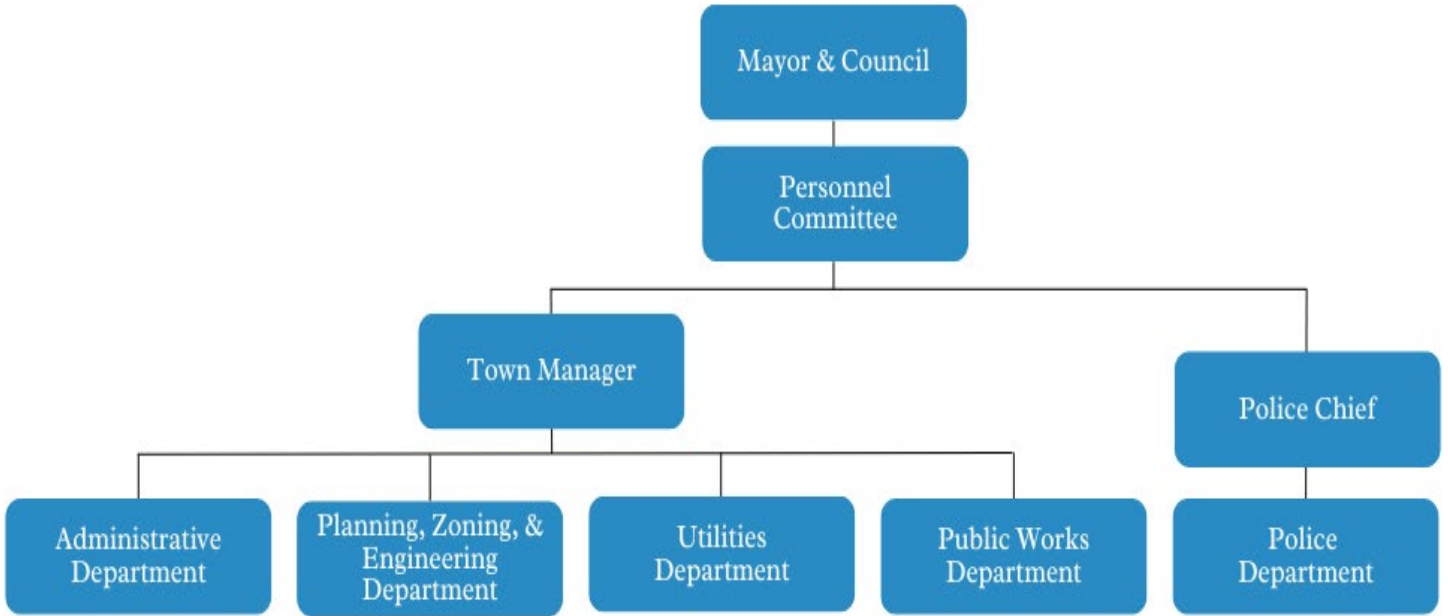 Mayor & Council
Personnel
Committee
Town Manager
Police Chief
Administrative
Department
Planning, Zoning, &
Engineering
Department
Utilities
Department
Public Works
Department
Police
Department